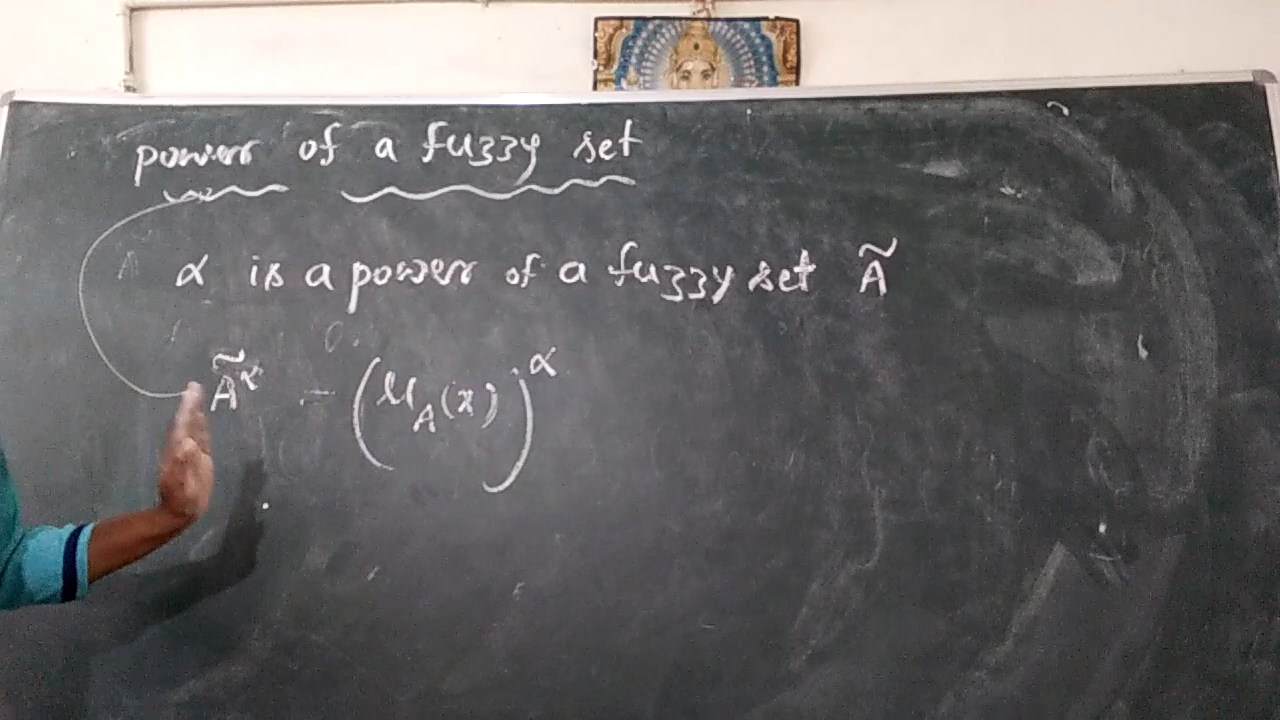 power of a fuzzy set
α is a power of a fuzzy set Ã
Ã^α = (μ_A(x))^α